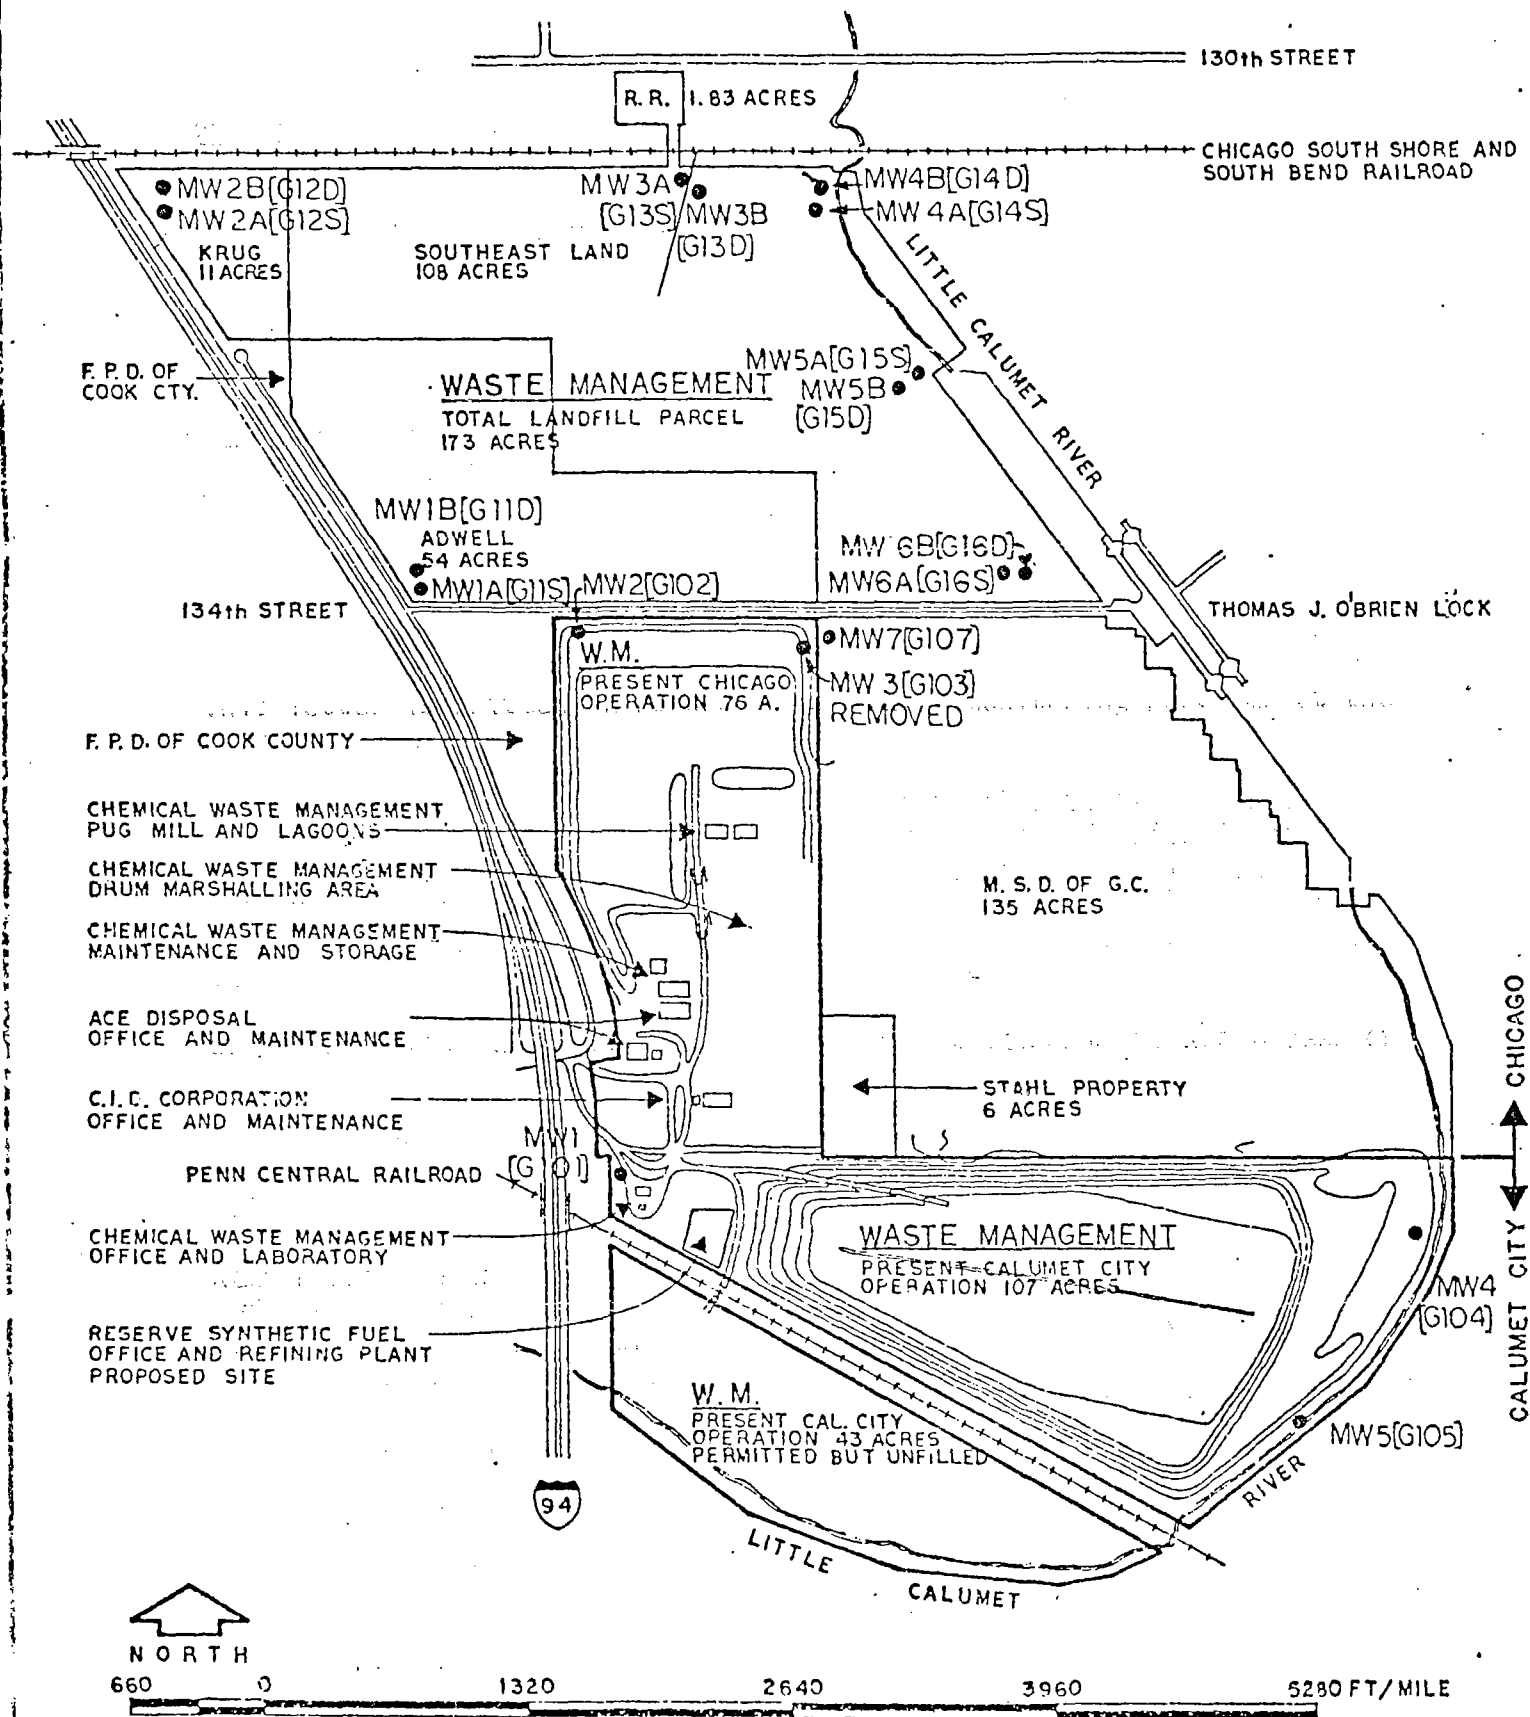 130th STREET
R. R. 1.83 ACRES
CHICAGO SOUTH SHORE AND
SOUTH BEND RAILROAD
MW2B[G12D]
MW2A[G12S]
KRUG
11 ACRES
MW3A
[G13S]
MW3B
[G13D]
MW4B[G14D]
MW4A[G14S]
SOUTHEAST LAND
108 ACRES
LITTLE CALUMET RIVER
F. P. D. OF
COOK CTY.
WASTE MANAGEMENT
TOTAL LANDFILL PARCEL
173 ACRES
MW5A[G15S]
MW5B
[G15D]
MW1B[G11D]
ADWELL
54 ACRES
MW1A[G11S]
MW2[G102]
MW6B[G16D]
MW6A[G16S]
134th STREET
THOMAS J. O'BRIEN LOCK
MW7[G107]
W.M.
PRESENT CHICAGO
OPERATION 76 A.
MW 3[G103]
REMOVED
F. P. D. OF COOK COUNTY
CHEMICAL WASTE MANAGEMENT
PUG MILL AND LAGOONS
CHEMICAL WASTE MANAGEMENT
DRUM MARSHALLING AREA
M. S. D. OF G.C.
135 ACRES
CHEMICAL WASTE MANAGEMENT
MAINTENANCE AND STORAGE
ACE DISPOSAL
OFFICE AND MAINTENANCE
STAHL PROPERTY
6 ACRES
CORPORATION
OFFICE AND MAINTENANCE
CHICAGO
CALUMET CITY
MW1
PENN CENTRAL RAILROAD
CHEMICAL WASTE MANAGEMENT
OFFICE AND LABORATORY
WASTE MANAGEMENT
PRESENT CALUMET CITY
OPERATION 107 ACRES
MW4
[G104]
RESERVE SYNTHETIC FUEL
OFFICE AND REFINING PLANT
PROPOSED SITE
W.M.
PRESENT CAL. CITY
OPERATION 43 ACRES
PERMITTED BUT UNFILLED
MW5[G105]
94
LITTLE CALUMET RIVER
NORTH
660 0 1320 2640 3960 5280 FT/MILE